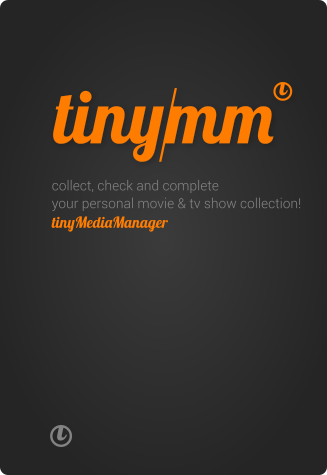 tiny|mm
collect, check and complete
your personal movie & tv show collection!
tinyMediaManager